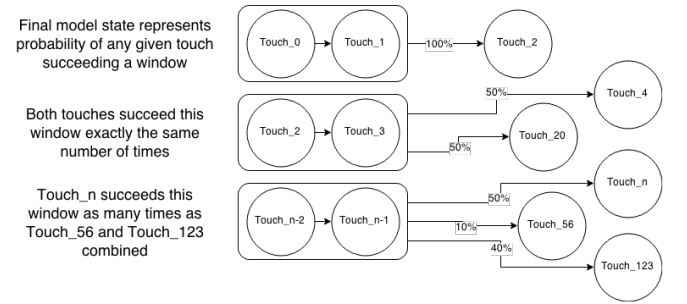 Final model state represents
probability of any given touch
succeeding a window
Touch_0
Touch_1
100%
Touch_2
Both touches succeed this
window exactly the same
number of times
Touch_2
Touch_3
50%
Touch_4
50%
Touch_20
Touch_n succeeds this
window as many times as
Touch_56 and Touch_123
combined
Touch_n-2
Touch_n-1
50%
Touch_n
10%
Touch_56
40%
Touch_123